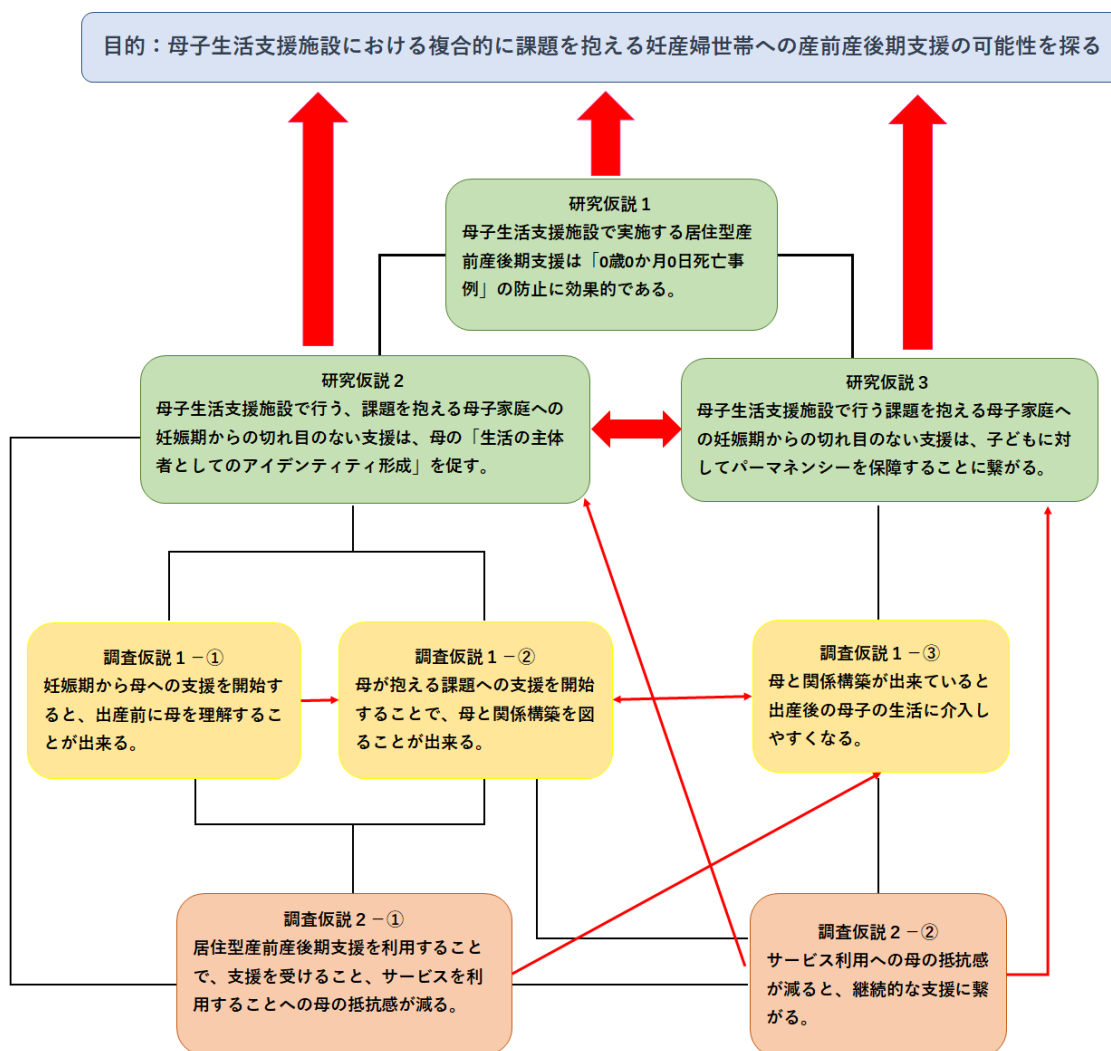 目的：母子生活支援施設における複合的に課題を抱える妊産婦世帯への産前産後期支援の可能性を探る
研究仮説１
母子生活支援施設で実施する居住型産
前産後期支援は「0歳0か月0日死亡事
例」の防止に効果的である。
研究仮説２
母子生活支援施設で行う、課題を抱える母子家庭への
妊娠期からの切れ目のない支援は、母の「生活の主体
者としてのアイデンティティ形成」を促す。
研究仮説３
母子生活支援施設で行う課題を抱える母子家庭へ
の妊娠期からの切れ目のない支援は、子どもに対
してパーマネンシーを保障することに繋がる。
調査仮説１－①
妊娠期から母への支援を開始す
ると、出産前に母を理解するこ
とが出来る。
調査仮説１－②
母が抱える課題への支援を開始
することで、母と関係構築を図
ることが出来る。
調査仮説１－③
母と関係構築が出来ていると
出産後の母子の生活に介入し
やすくなる。
調査仮説２－①
居住型産前産後期支援を利用すること
で、支援を受けること、サービスを利
用することへの母の抵抗感が減る。
調査仮説２－②
サービス利用への母の抵抗感
が減ると、継続的な支援に繋
がる。